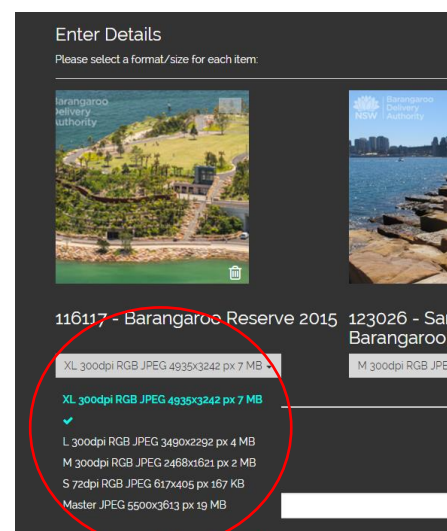 Enter Details
Please select a format/size for each item:
Barangaroo
Delivery
Authority
NSW
Barangaroo
Delivery
Authority
116117 - Barangaroo Reserve 2015
123026 - Sa
Barangaroo
XL 300dpi RGB JPEG 4935x3242 px 7 MB
M 300dpi RGB JPE
XL 300dpi RGB JPEG 4935x3242 px 7 MB
L 300dpi RGB JPEG 3490x2292 px 4 MB
M 300dpi RGB JPEG 2468x1621 px 2 MB
S 72dpi RGB JPEG 617x405 px 167 KB
Master JPEG 5500x3613 px 19 MB